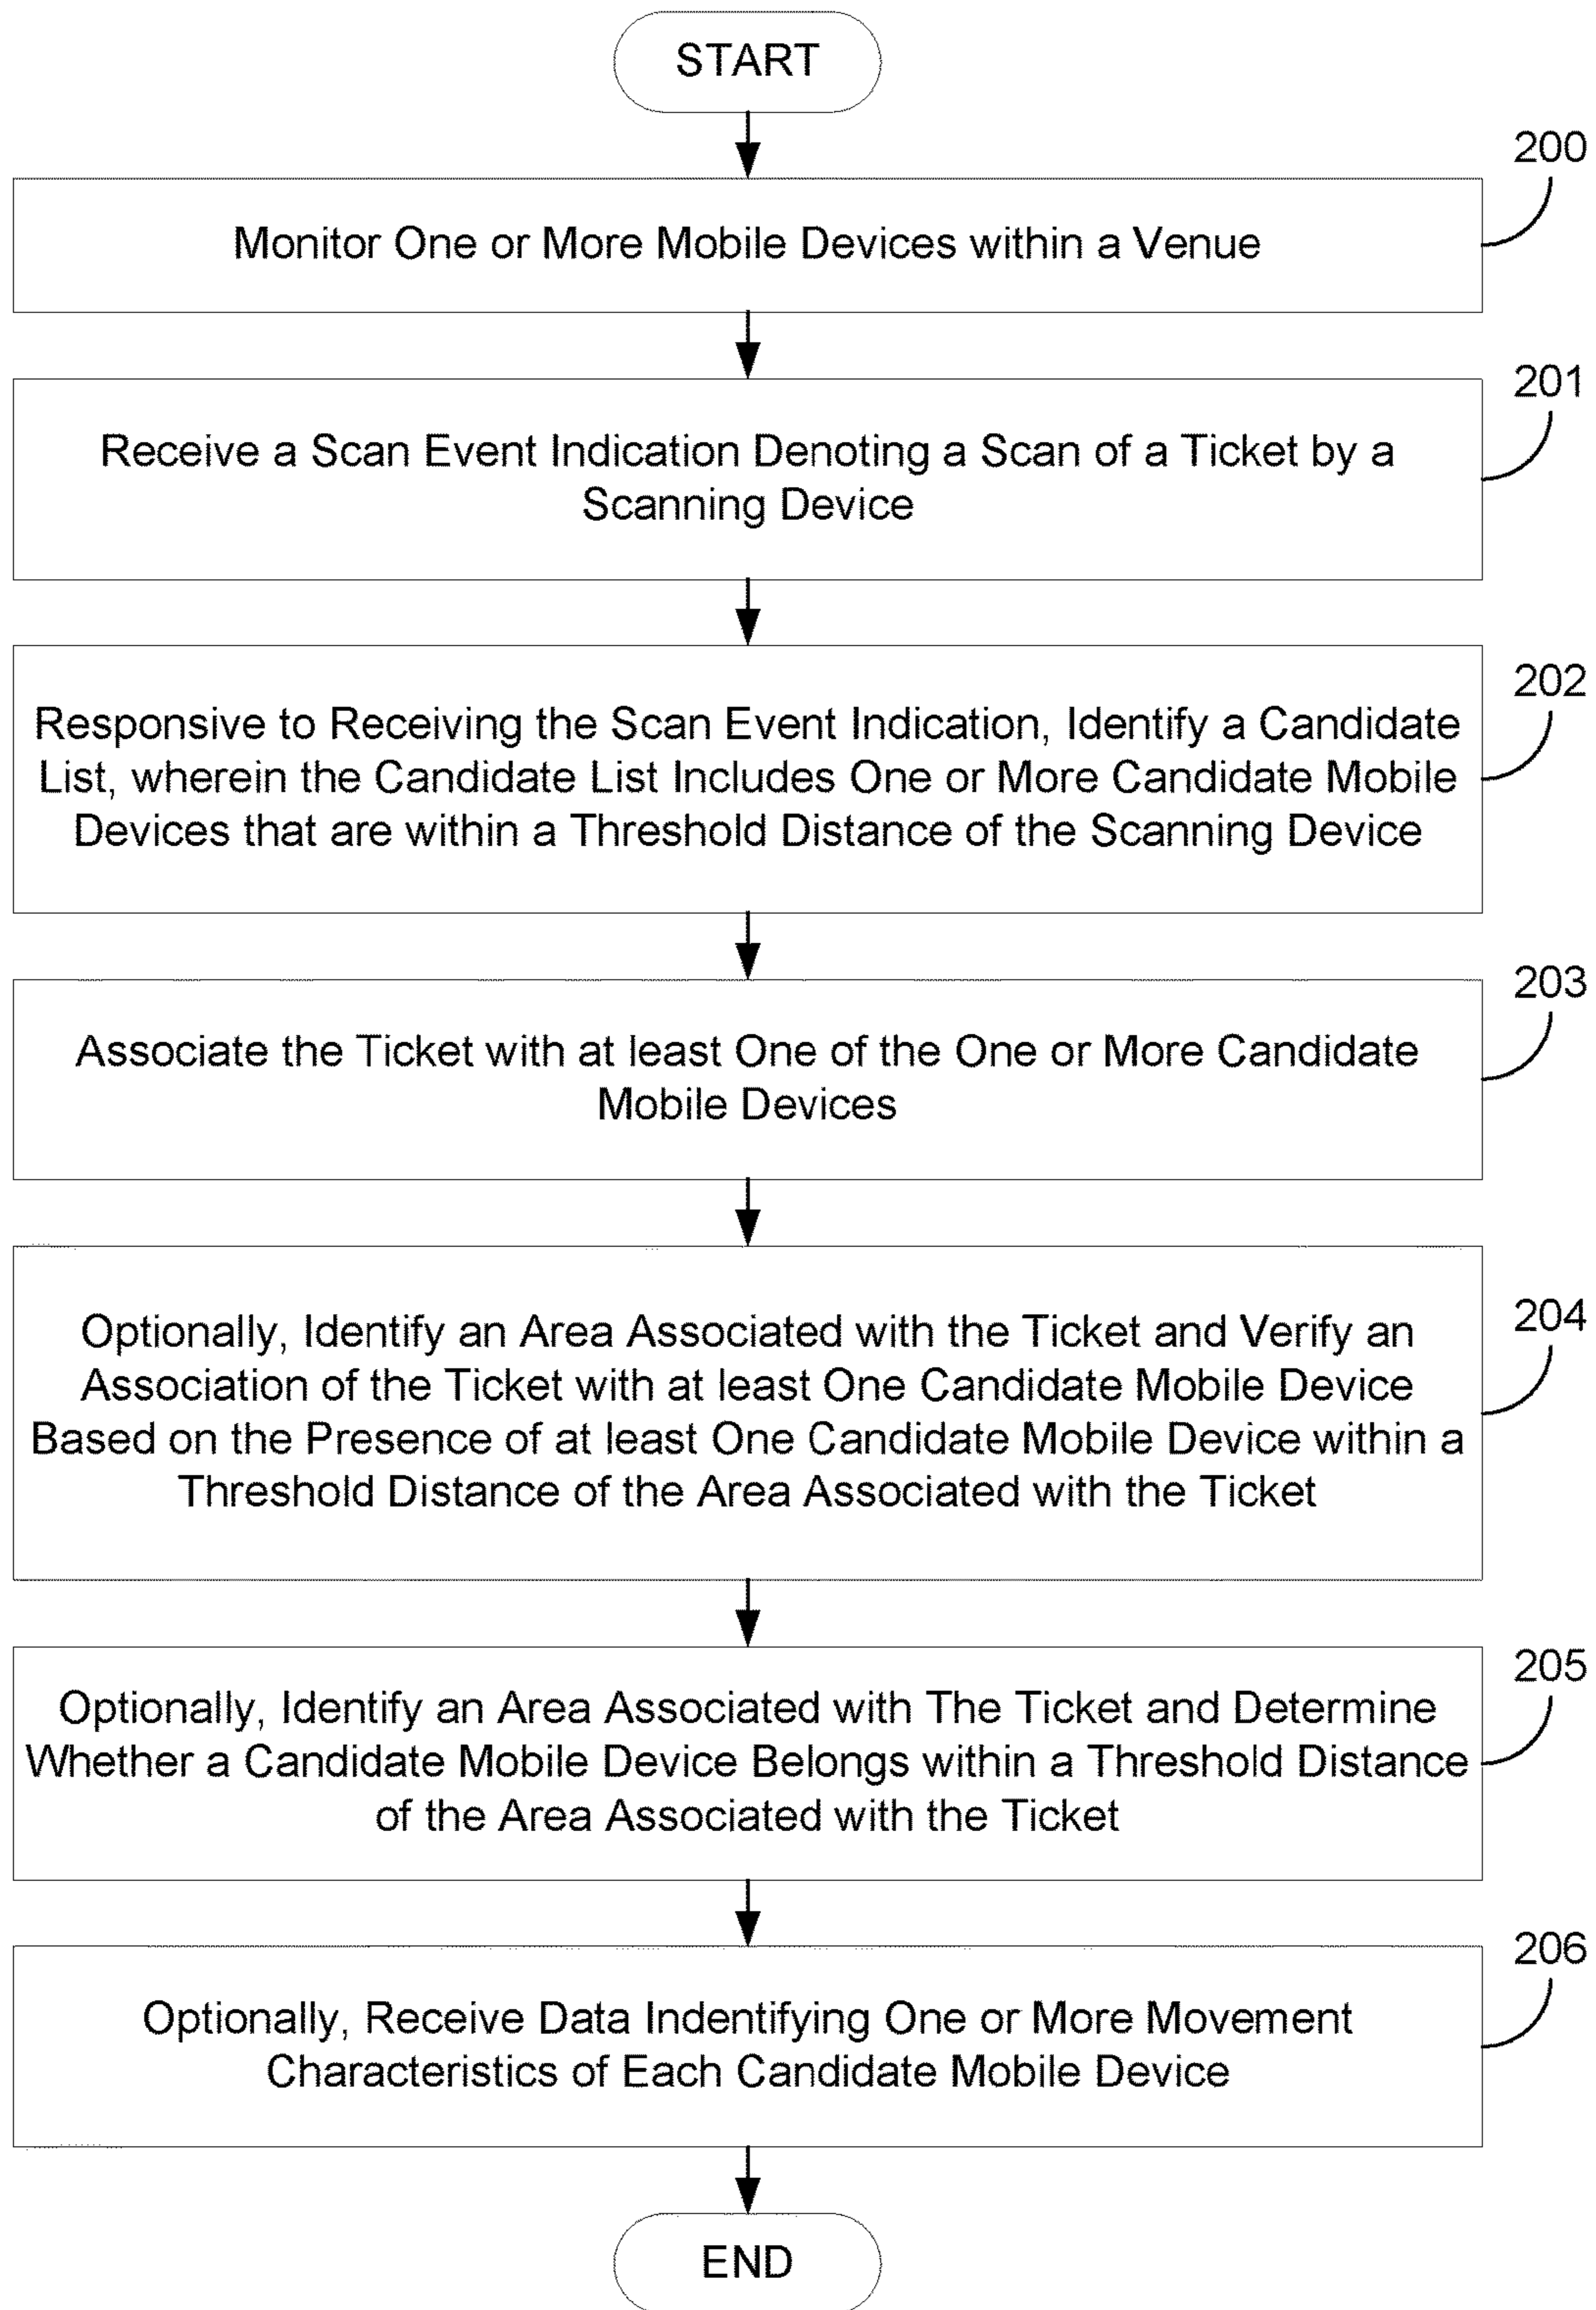 START
200
Monitor One or More Mobile Devices within a Venue
201
Receive a Scan Event Indication Denoting a Scan of a Ticket by a
Scanning Device
202
Responsive to Receiving the Scan Event Indication, Identify a Candidate
List, wherein the Candidate List Includes One or More Candidate Mobile
Devices that are within a Threshold Distance of the Scanning Device
203
Associate the Ticket with at least One of the One or More Candidate
Mobile Devices
204
Optionally, Identify an Area Associated with the Ticket and Verify an
Association of the Ticket with at least One Candidate Mobile Device
Based on the Presence of at least One Candidate Mobile Device within a
Threshold Distance of the Area Associated with the Ticket
205
Optionally, Identify an Area Associated with The Ticket and Determine
Whether a Candidate Mobile Device Belongs within a Threshold Distance
of the Area Associated with the Ticket
206
Optionally, Receive Data Indentifying One or More Movement
Characteristics of Each Candidate Mobile Device
END